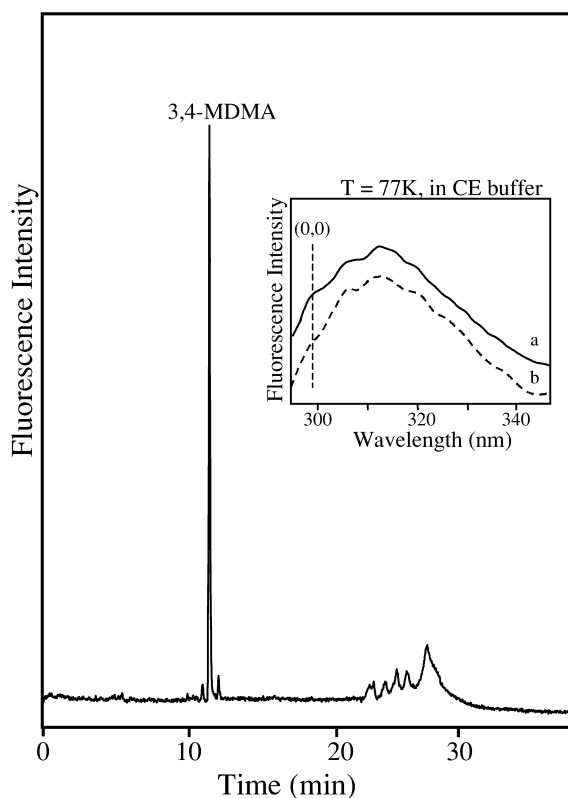 3,4-MDMA
T = 77K, in CE buffer
(0,0)
Fluorescence Intensity
a
b
300 320 340
Wavelength (nm)
Fluorescence Intensity
0 10 20 30
Time (min)